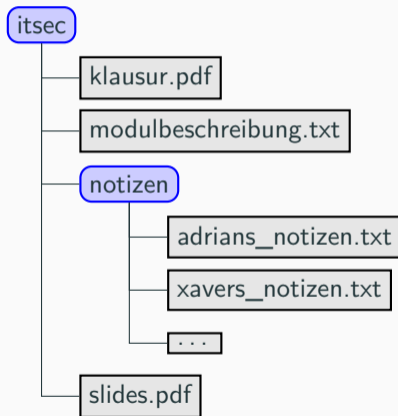 itsec
klausur.pdf
modulbeschreibung.txt
notizen
adrians_notizen.txt
xavers_notizen.txt
...
slides.pdf